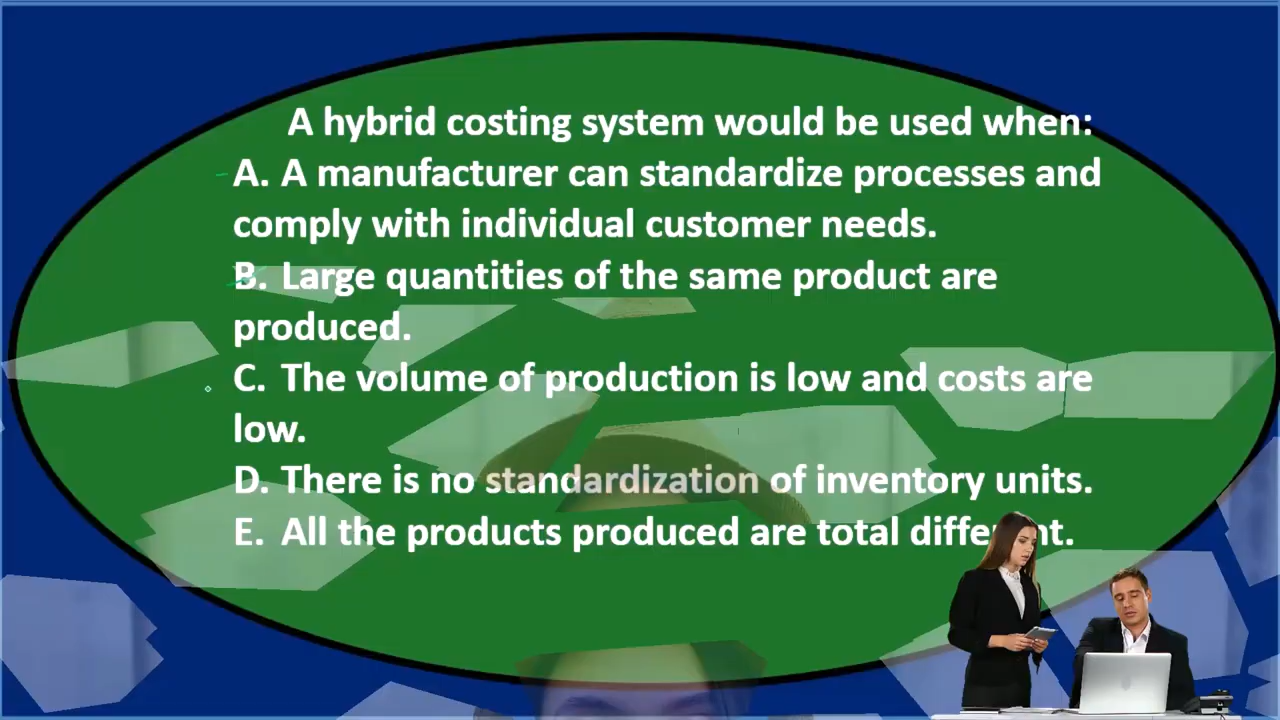 A hybrid costing system would be used when:
A. A manufacturer can standardize processes and
comply with individual customer needs.
B. Large quantities of the same product are
produced.
C. The volume of production is low and costs are
low.
D. There is no standardization of inventory units.
E. All the products produced are total different.